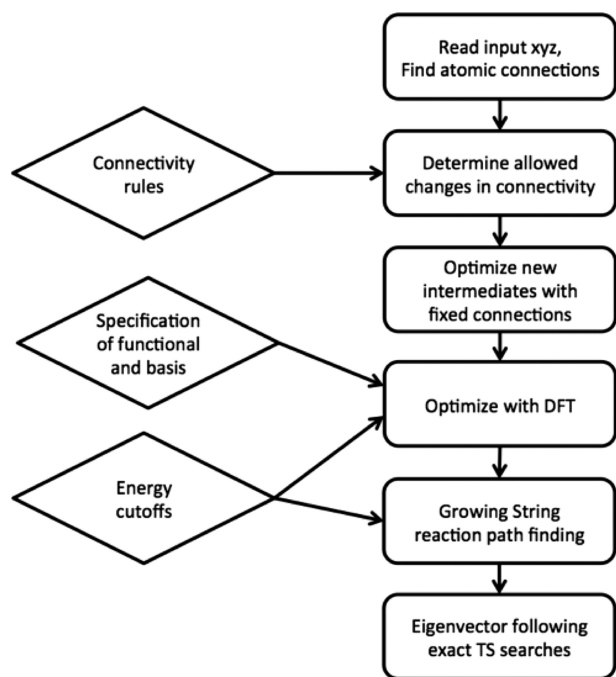 Read input xyz,
Find atomic connections
Connectivity
rules
Determine allowed
changes in connectivity
Optimize new
intermediates with
fixed connections
Specification
of functional
and basis
Optimize with DFT
Energy
cutoffs
Growing String
reaction path finding
Eigenvector following
exact TS searches